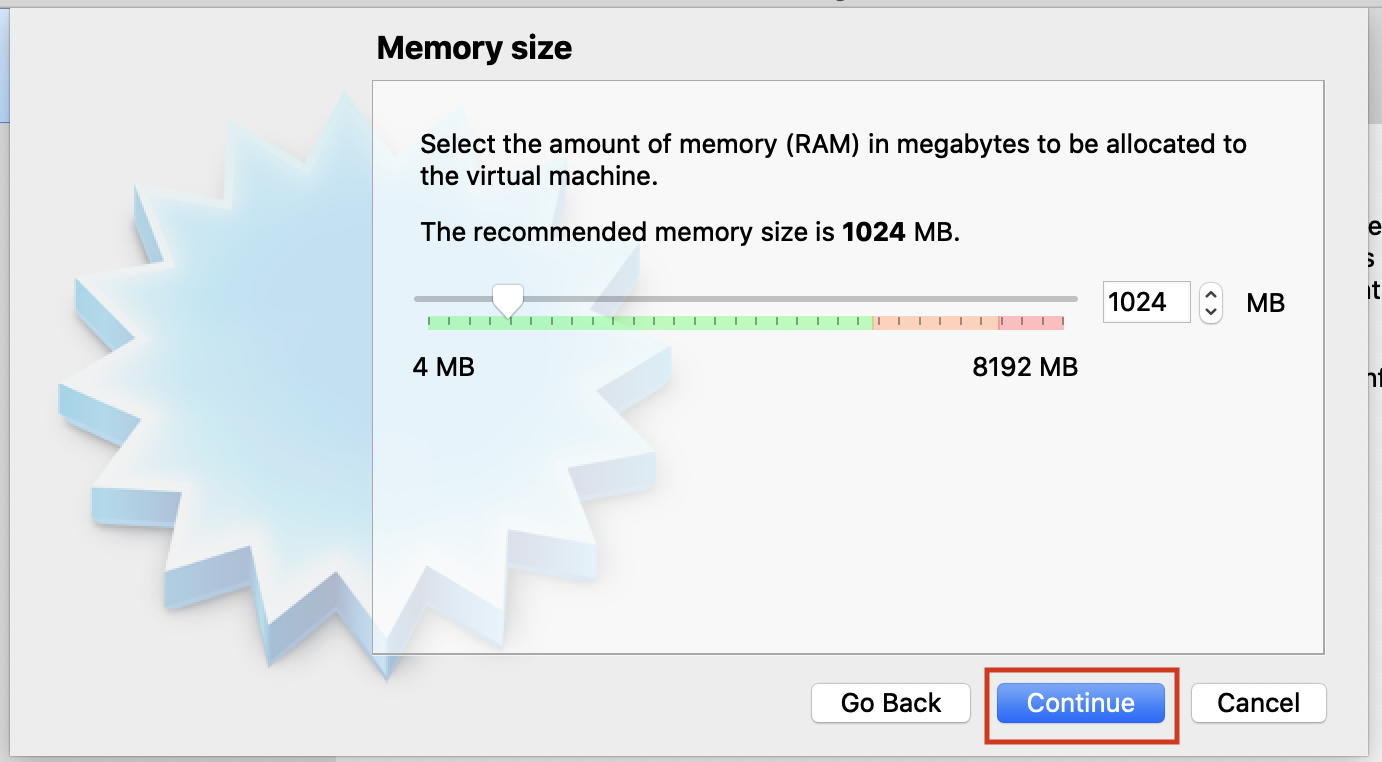 Memory size
Select the amount of memory (RAM) in megabytes to be allocated to
the virtual machine.
The recommended memory size is 1024 MB.
1024 MB
4 MB 8192 MB
Go Back Continue Cancel